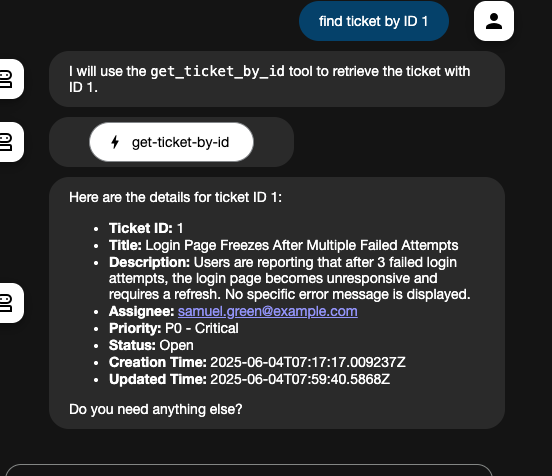 find ticket by ID 1
I will use the get_ticket_by_id tool to retrieve the ticket with
ID 1.
get-ticket-by-id
Here are the details for ticket ID 1:
• Ticket ID: 1
• Title: Login Page Freezes After Multiple Failed Attempts
• Description: Users are reporting that after 3 failed login
attempts, the login page becomes unresponsive and
requires a refresh. No specific error message is displayed.
• Assignee: samuel.green@example.com
• Priority: P0 - Critical
• Status: Open
• Creation Time: 2025-06-04T07:17:17.009237Z
• Updated Time: 2025-06-04T07:59:40.5868Z
Do you need anything else?